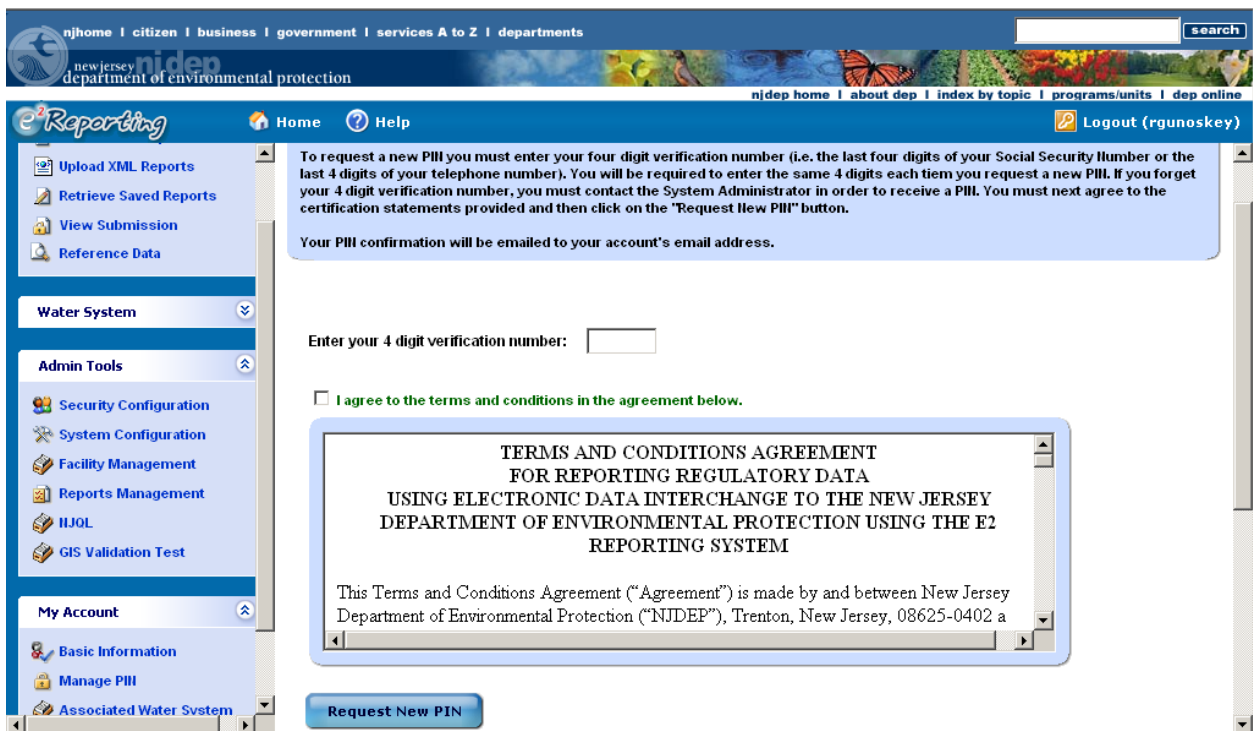 njhome l citizen l business l government l services A to Z l departments
search
newjersey njdep
department of environmental protection
njdep home l about dep l index by topic l programs/units l dep online
e2Reporting
Home
Help
Logout (rgunoskey)
Upload XML Reports
Retrieve Saved Reports
View Submission
Reference Data
Water System
Admin Tools
Security Configuration
System Configuration
Facility Management
Reports Management
NJQL
GIS Validation Test
My Account
Basic Information
Manage PIN
Associated Water System
To request a new PIN you must enter your four digit verification number (i.e. the last four digits of your Social Security Number or the
last 4 digits of your telephone number). You will be required to enter the same 4 digits each tiem you request a new PIN. If you forget
your 4 digit verification number, you must contact the System Administrator in order to receive a PIN. You must next agree to the
certification statements provided and then click on the "Request New PIN" button.
Your PIN confirmation will be emailed to your account's email address.
Enter your 4 digit verification number:
I agree to the terms and conditions in the agreement below.
TERMS AND CONDITIONS AGREEMENT
FOR REPORTING REGULATORY DATA
USING ELECTRONIC DATA INTERCHANGE TO THE NEW JERSEY
DEPARTMENT OF ENVIRONMENTAL PROTECTION USING THE E2
REPORTING SYSTEM
This Terms and Conditions Agreement (“Agreement”) is made by and between New Jersey
Department of Environmental Protection (“NJDEP”), Trenton, New Jersey, 08625-0402 a
Request New PIN